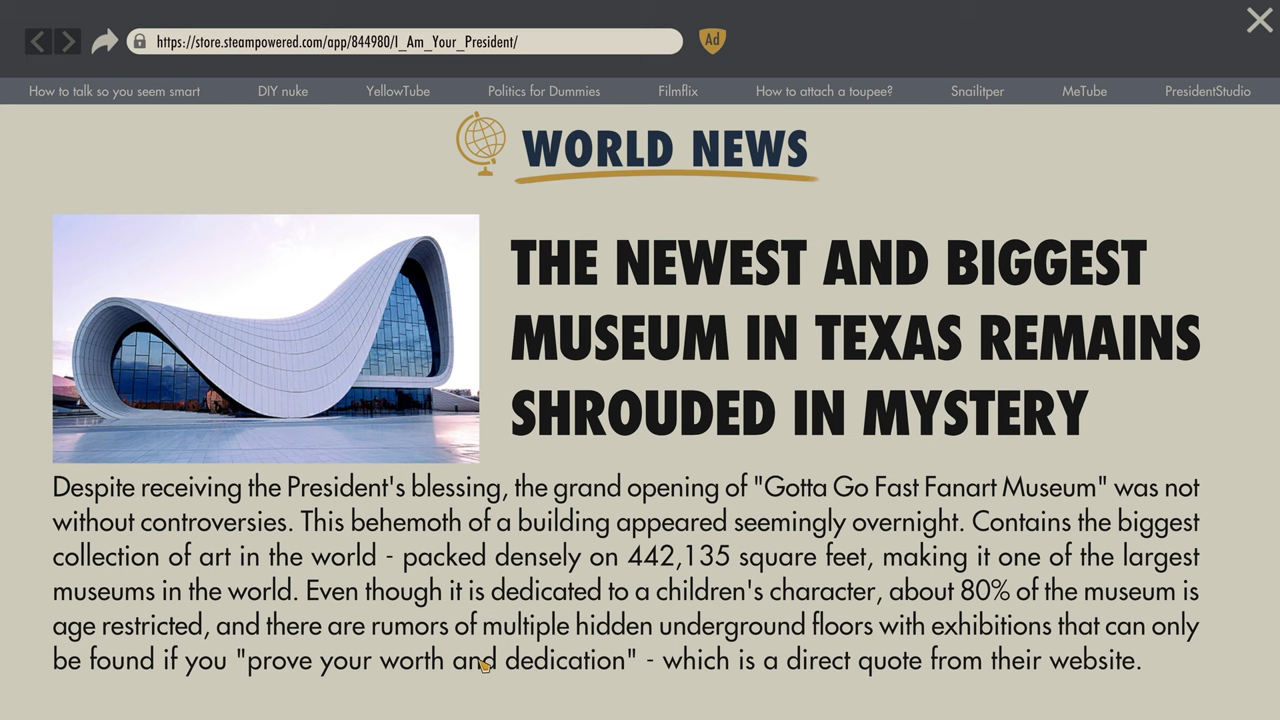 https://store.steampowered.com/app/844980/I_Am_Your_President/
Ad
How to talk so you seem smart
DIY nuke
YellowTube
Politics for Dummies
Filmflix
How to attach a toupee?
Snailitper
MeTube
PresidentStudio
WORLD NEWS
THE NEWEST AND BIGGEST
MUSEUM IN TEXAS REMAINS
SHROUDED IN MYSTERY
Despite receiving the President's blessing, the grand opening of "Gotta Go Fast Fanart Museum" was not
without controversies. This behemoth of a building appeared seemingly overnight. Contains the biggest
collection of art in the world - packed densely on 442,135 square feet, making it one of the largest
museums in the world. Even though it is dedicated to a children's character, about 80% of the museum is
age restricted, and there are rumors of multiple hidden underground floors with exhibitions that can only
be found if you "prove your worth and dedication" - which is a direct quote from their website.